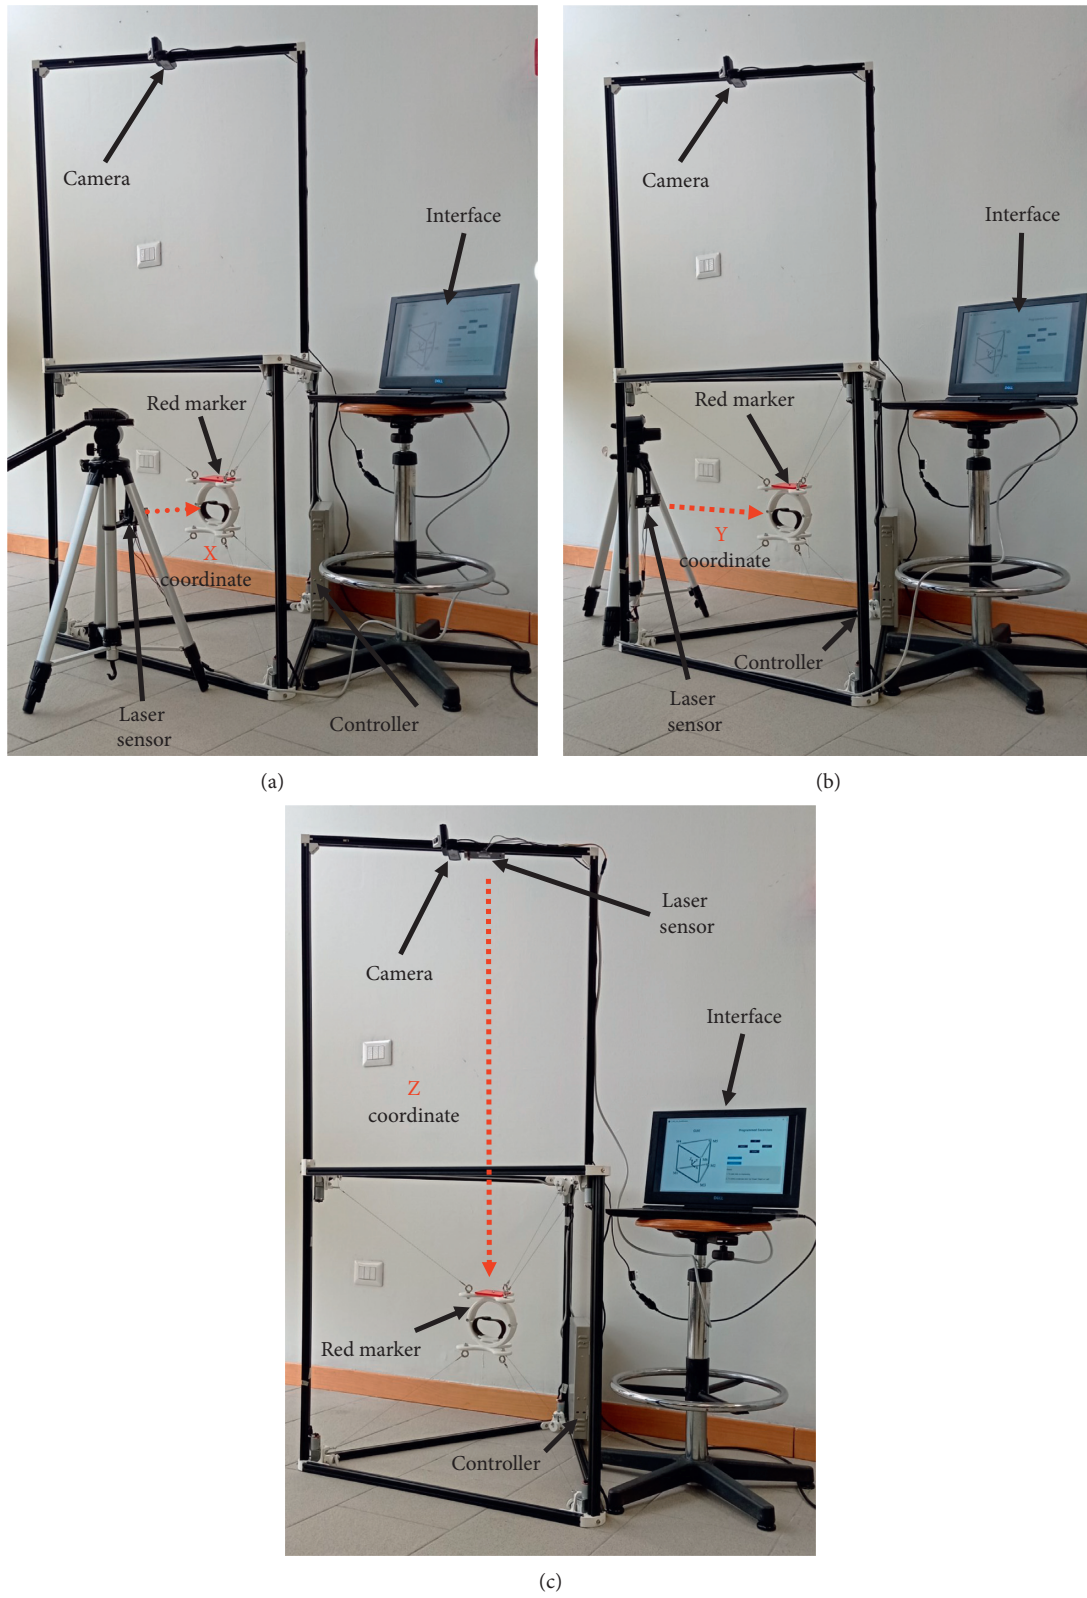 Camera
Interface
Red marker
X
coordinate
Laser
sensor
Controller
(a)
Camera
Interface
Red marker
Y
coordinate
Controller
Laser
sensor
(b)
Laser
sensor
Camera
Interface
Z
coordinate
DELL
Red marker
Controller
(c)